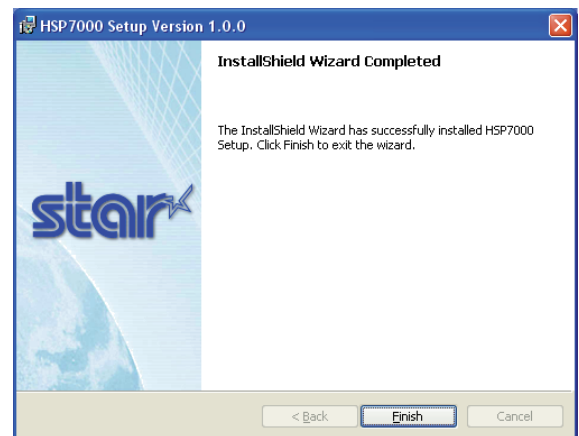 HSP7000 Setup Version 1.0.0
InstallShield Wizard Completed
The InstallShield Wizard has successfully installed HSP7000
Setup. Click Finish to exit the wizard.
star
< Back
Finish
Cancel